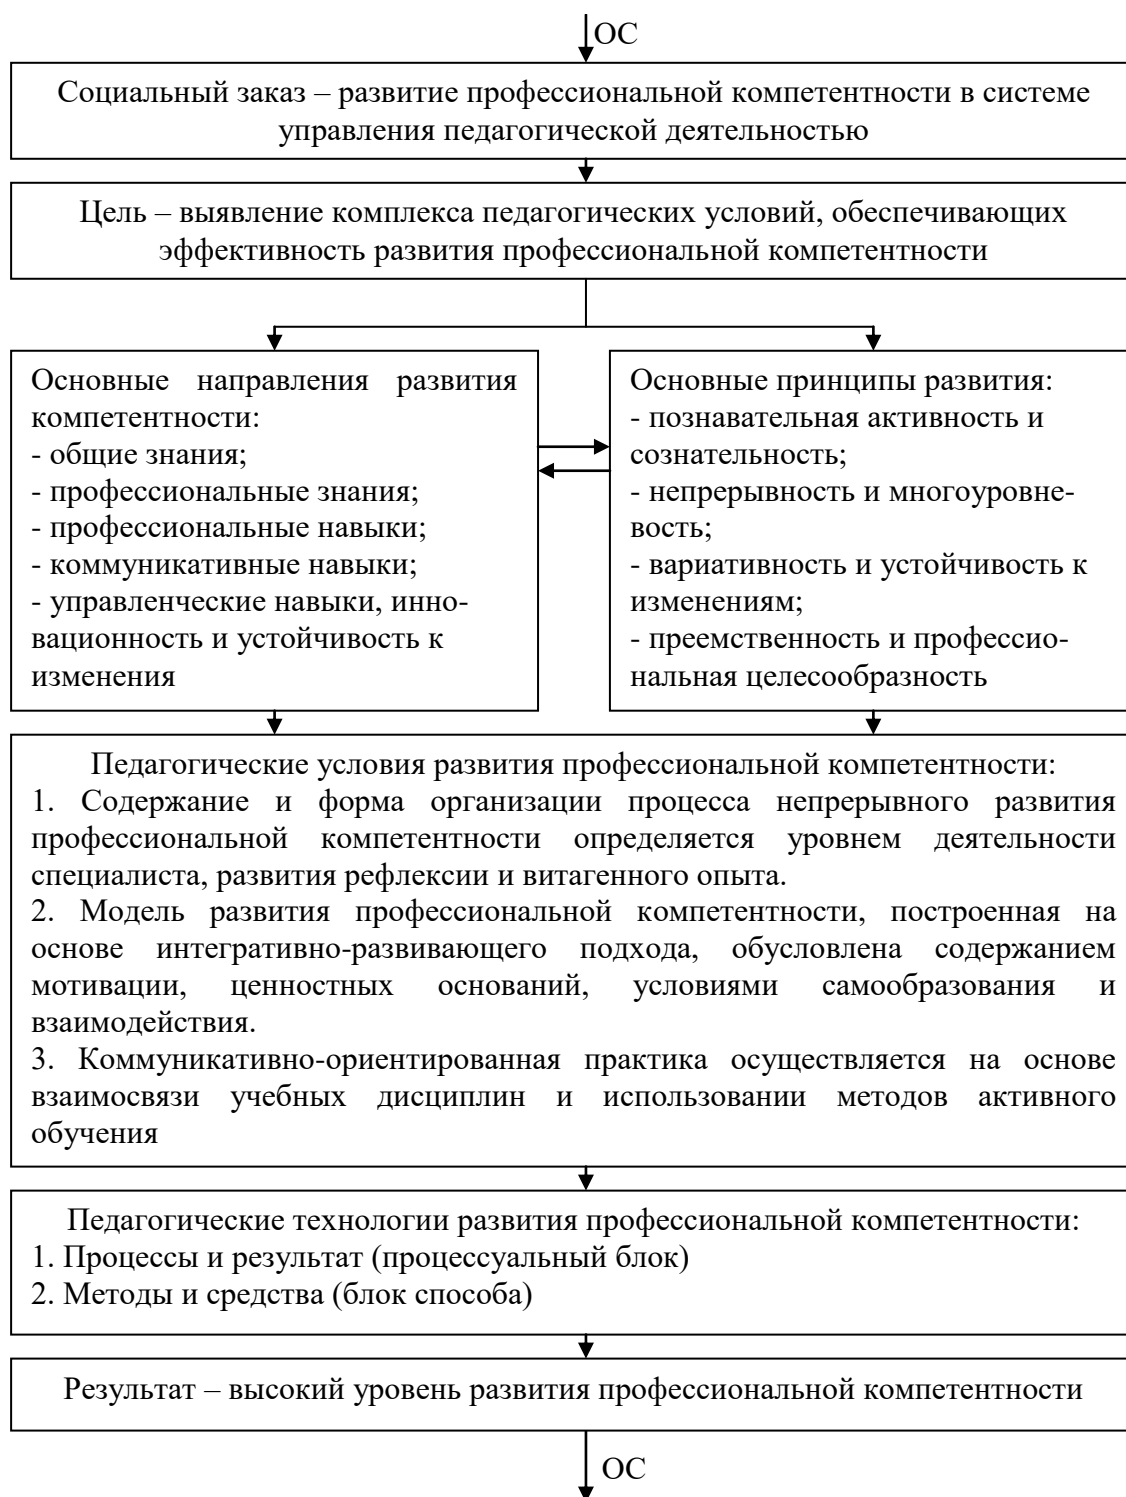 ОС
Социальный заказ – развитие профессиональной компетентности в системе
управления педагогической деятельностью
Цель – выявление комплекса педагогических условий, обеспечивающих
эффективность развития профессиональной компетентности
Основные направления развития
компетентности:
- общие знания;
- профессиональные знания;
- профессиональные навыки;
- коммуникативные навыки;
- управленческие навыки, инно-
вационность и устойчивость к
изменения
Основные принципы развития:
- познавательная активность и
сознательность;
- непрерывность и многоуровне-
вость;
- вариативность и устойчивость к
изменениям;
- преемственность и профессио-
нальная целесообразность
Педагогические условия развития профессиональной компетентности:
1. Содержание и форма организации процесса непрерывного развития
профессиональной компетентности определяется уровнем деятельности
специалиста, развития рефлексии и витагенного опыта.
2. Модель развития профессиональной компетентности, построенная на
основе интегративно-развивающего подхода, обусловлена содержанием
мотивации, ценностных оснований, условиями самообразования и
взаимодействия.
3. Коммуникативно-ориентированная практика осуществляется на основе
взаимосвязи учебных дисциплин и использовании методов активного
обучения
Педагогические технологии развития профессиональной компетентности:
1. Процессы и результат (процессуальный блок)
2. Методы и средства (блок способа)
Результат – высокий уровень развития профессиональной компетентности
ОС